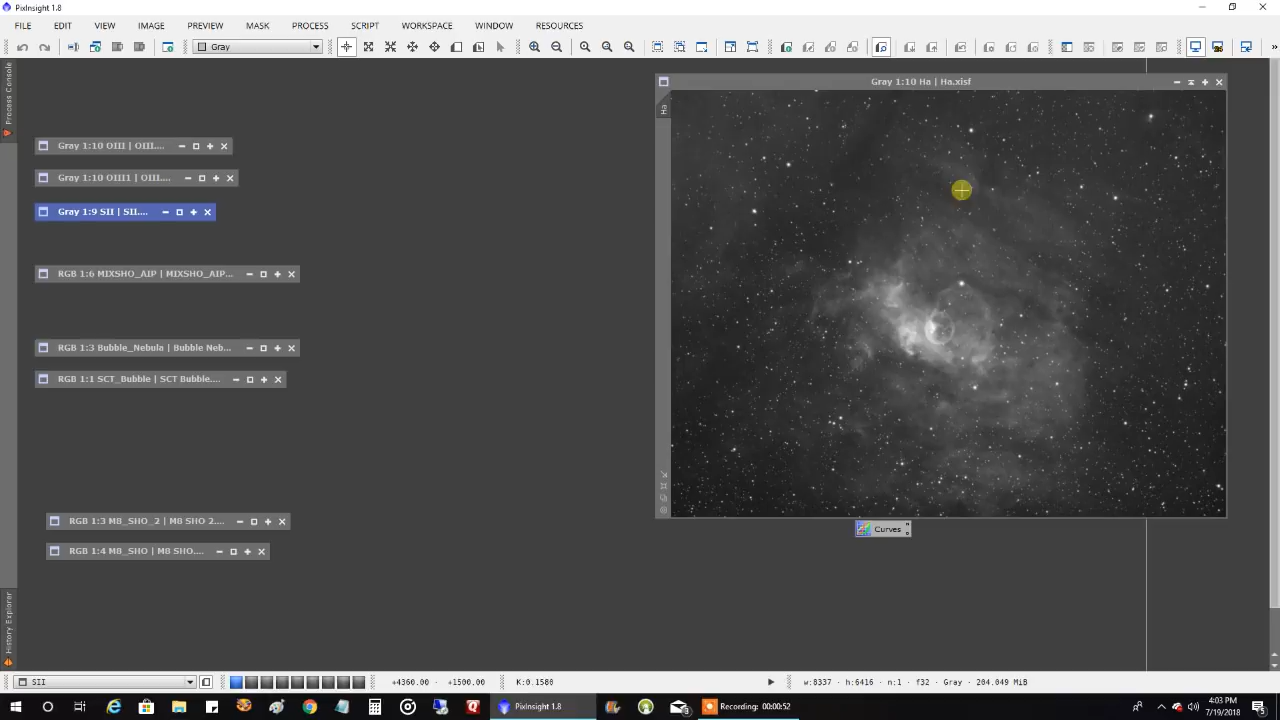 PixInsight 1.8
FILE EDIT VIEW IMAGE PREVIEW MASK PROCESS SCRIPT WORKSPACE WINDOW RESOURCES
Gray
Process Console
Gray 1:10 Ha | Ha.xisf
Ha
Gray 1:10 OIII | OIII....
Gray 1:10 OIII1 | OIII....
Gray 1:9 SII | SII....
RGB 1:6 MIXSHO_AIP | MIXSHO_AIP...
RGB 1:3 Bubble_Nebula | Bubble Neb...
RGB 1:1 SCT_Bubble | SCT Bubble....
RGB 1:3 M8_SHO_2 | M8 SHO 2....
RGB 1:4 M8_SHO | M8 SHO....
Curves
History Explorer
SII
+4360.00 · +1500.00 K:0.1500
w:8337 · h:6416 · n:1 · f32 · Gray · 204.049 MiB
PixInsight 1.8
Recording: 00:00:52
4:03 PM
7/19/2018